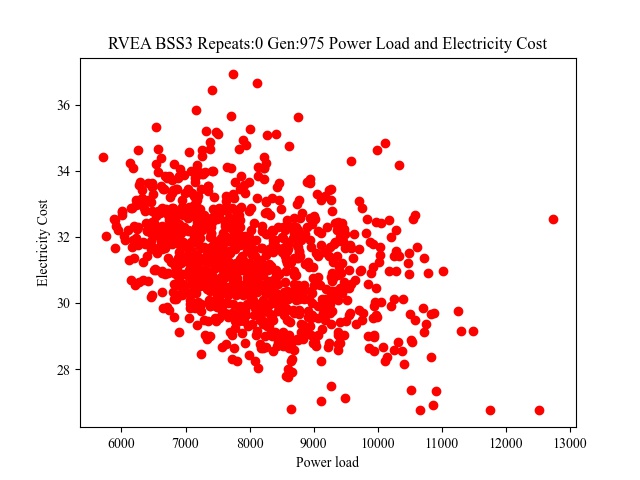 RVEA BSS3 Repeats:0 Gen:975 Power Load and Electricity Cost
36
34
32
30
28
Electricity Cost
6000 7000 8000 9000 10000 11000 12000 13000
Power load